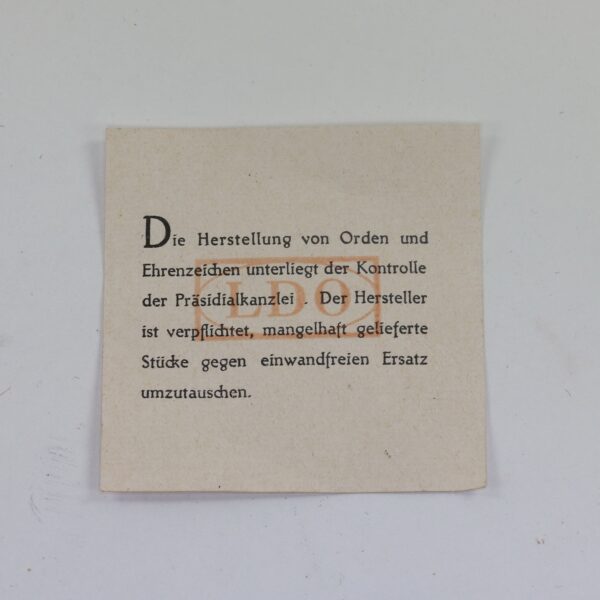 Die Herstellung von Orden und
Ehrenzeichen unterliegt der Kontrolle
LDO
der Präsidialkanzlei . Der Hersteller
ist verpflichtet, mangelhaft gelieferte
Stücke gegen einwandfreien Ersatz
umzutauschen.